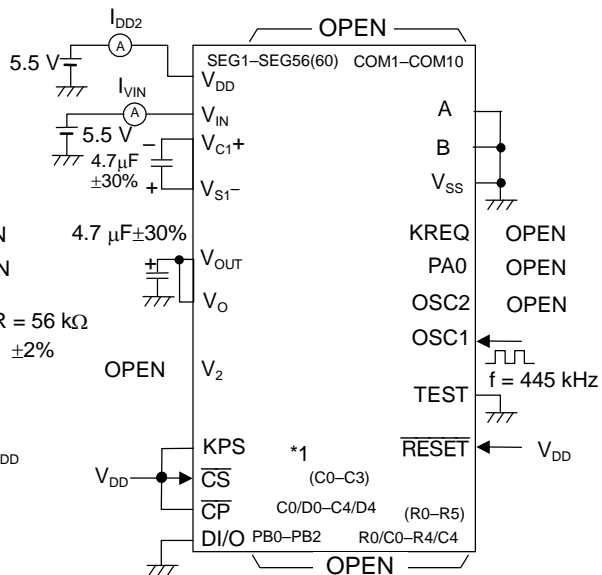 OPEN
I_DD2
A
5.5 V
SEG1–SEG56(60) COM1–COM10
V_DD
I_VIN
A
V_IN
5.5 V
A
–
V_C1+
4.7µF
±30%
B
+
V_S1–
V_SS
4.7 µF±30%
KREQ OPEN
+
V_OUT
PA0 OPEN
V_O
OSC2 OPEN
R = 56 kΩ
±2%
OSC1
OPEN
V_2
f = 445 kHz
TEST
KPS
*1
RESET
V_DD
DD
V_DD
CS
(C0–C3)
CP
C0/D0–C4/D4 (R0–R5)
DI/O PB0–PB2 R0/C0–R4/C4
OPEN